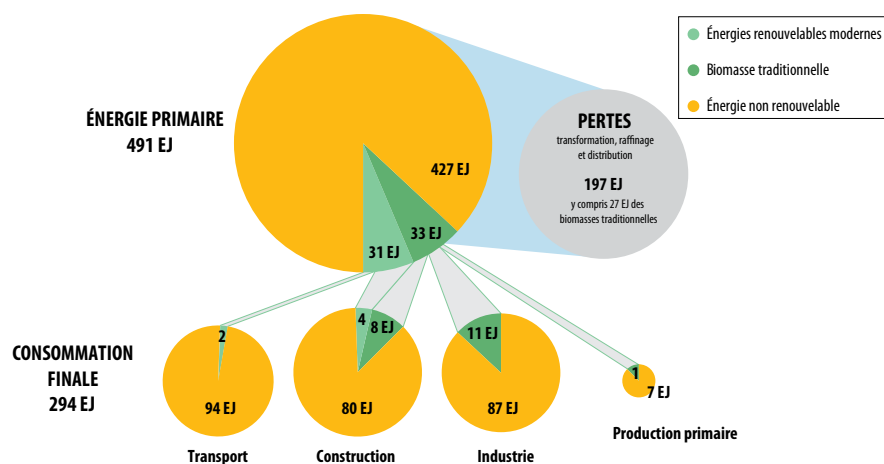 Énergies renouvelables modernes
Biomasse traditionnelle
Énergie non renouvelable
ÉNERGIE PRIMAIRE
491 EJ
427 EJ
33 EJ
31 EJ
PERTES
transformation, raffinage
et distribution
197 EJ
y compris 27 EJ des
biomasses traditionnelles
CONSOMMATION
FINALE
294 EJ
2
94 EJ
Transport
4
8 EJ
80 EJ
Construction
11 EJ
87 EJ
Industrie
1
7 EJ
Production primaire